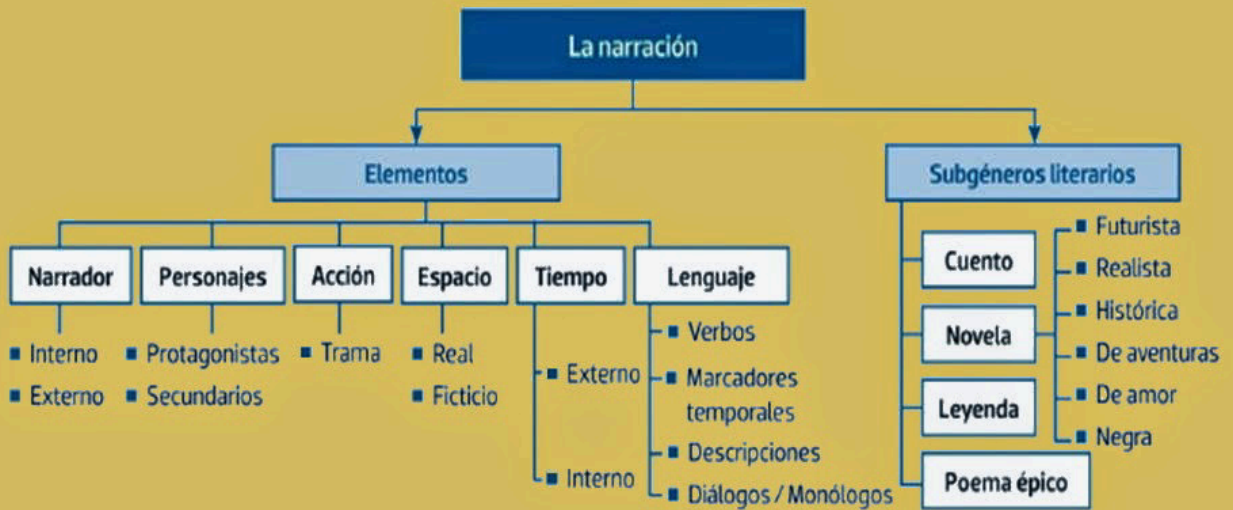 La narración
Elementos
Subgéneros literarios
Narrador
Interno
Externo
Personajes
Protagonistas
Secundarios
Acción
Trama
Espacio
Real
Ficticio
Tiempo
Externo
Interno
Lenguaje
Verbos
Marcadores
temporales
Descripciones
Diálogos / Monólogos
Cuento
Novela
Futurista
Realista
Histórica
De aventuras
De amor
Negra
Leyenda
Poema épico